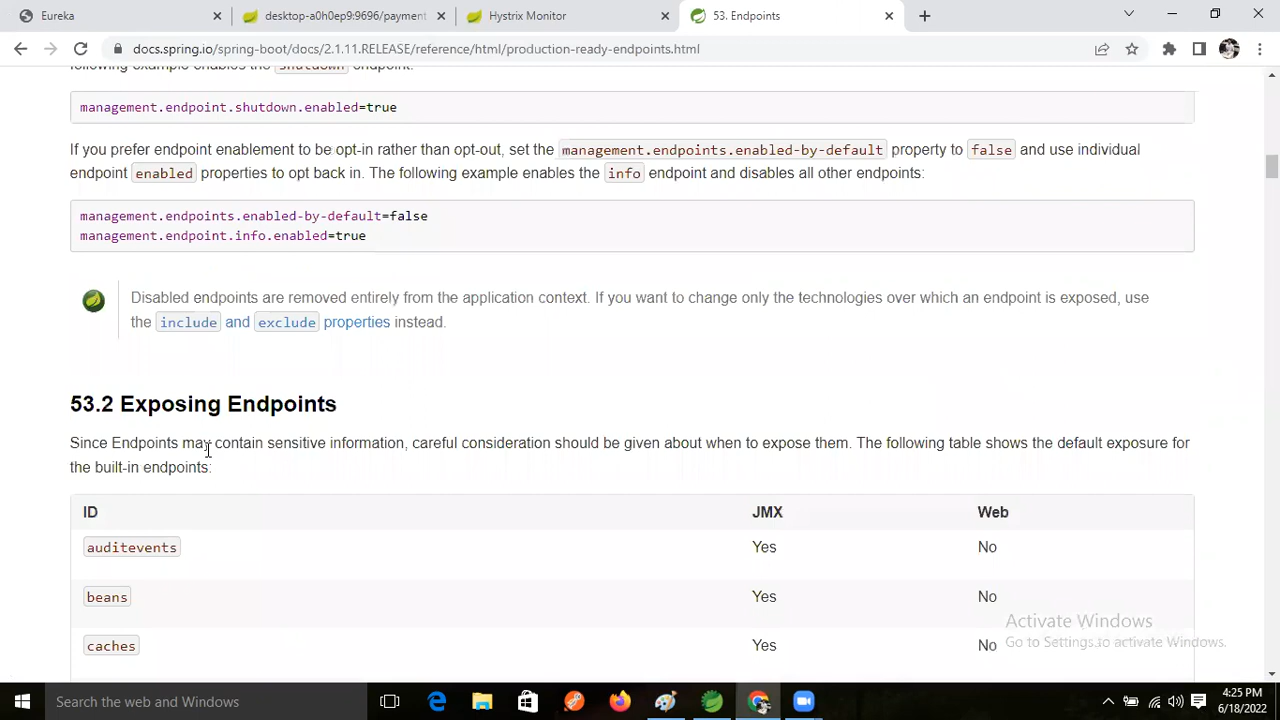 Eureka
desktop-a0h0ep9:9696/payment
Hystrix Monitor
53. Endpoints
docs.spring.io/spring-boot/docs/2.1.11.RELEASE/reference/html/production-ready-endpoints.html
following example enables the shutdown endpoint:
management.endpoint.shutdown.enabled=true
If you prefer endpoint enablement to be opt-in rather than opt-out, set the management.endpoints.enabled-by-default property to false and use individual
endpoint enabled properties to opt back in. The following example enables the info endpoint and disables all other endpoints:
management.endpoints.enabled-by-default=false
management.endpoint.info.enabled=true
Disabled endpoints are removed entirely from the application context. If you want to change only the technologies over which an endpoint is exposed, use
the include and exclude properties instead.
53.2 Exposing Endpoints
Since Endpoints may contain sensitive information, careful consideration should be given about when to expose them. The following table shows the default exposure for
the built-in endpoints:
ID JMX Web
auditevents Yes No
beans Yes No
caches Yes No
Activate Windows
Go to Settings to activate Windows.
Search the web and Windows
4:25 PM
6/18/2022